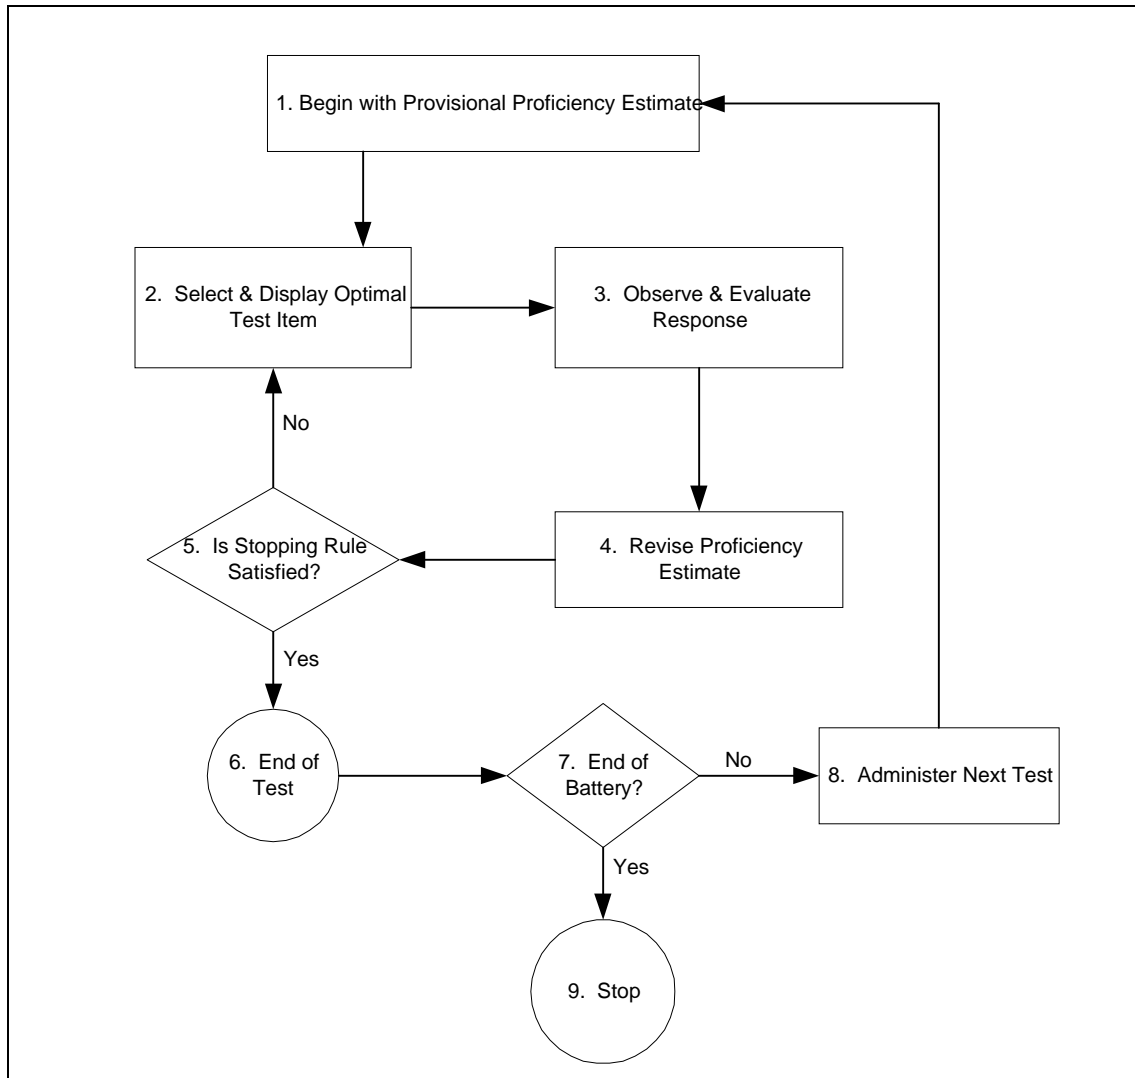 1. Begin with Provisional Proficiency Estimate
2. Select & Display Optimal
Test Item
3. Observe & Evaluate
Response
No
5. Is Stopping Rule
Satisfied?
4. Revise Proficiency
Estimate
Yes
6. End of
Test
7. End of
Battery?
No
8. Administer Next Test
Yes
9. Stop